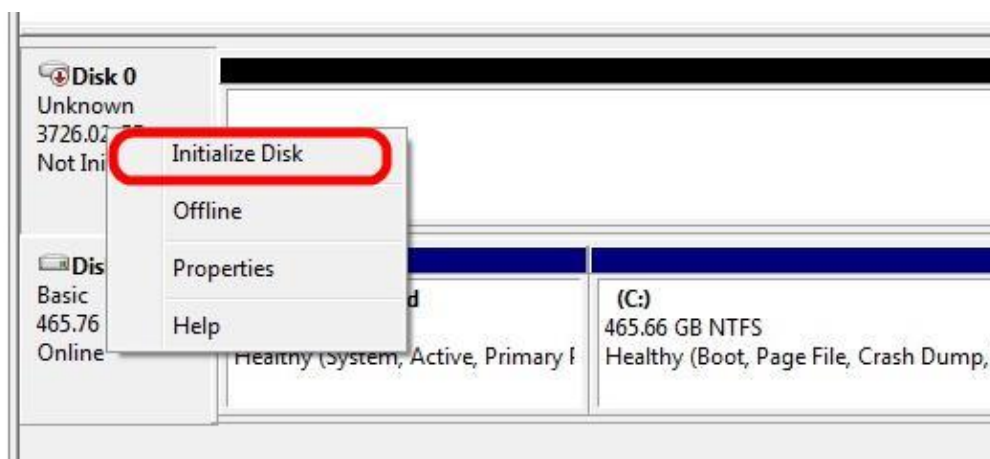 Disk 0
Unknown
3726.02
Not Ini
Initialize Disk
Offline
Properties
Help
Dis
Basic
465.76
Online
d
Healthy (System, Active, Primary
(C:)
465.66 GB NTFS
Healthy (Boot, Page File, Crash Dump,